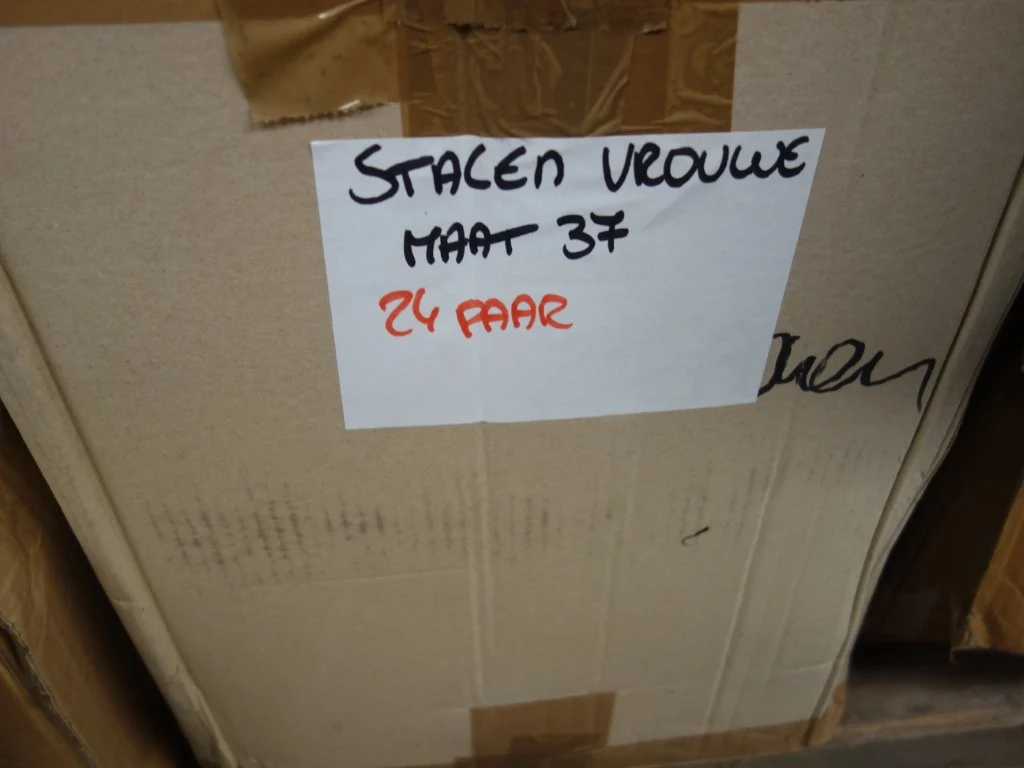 STALEN VROUWE
MAAT 37
24 PAAR